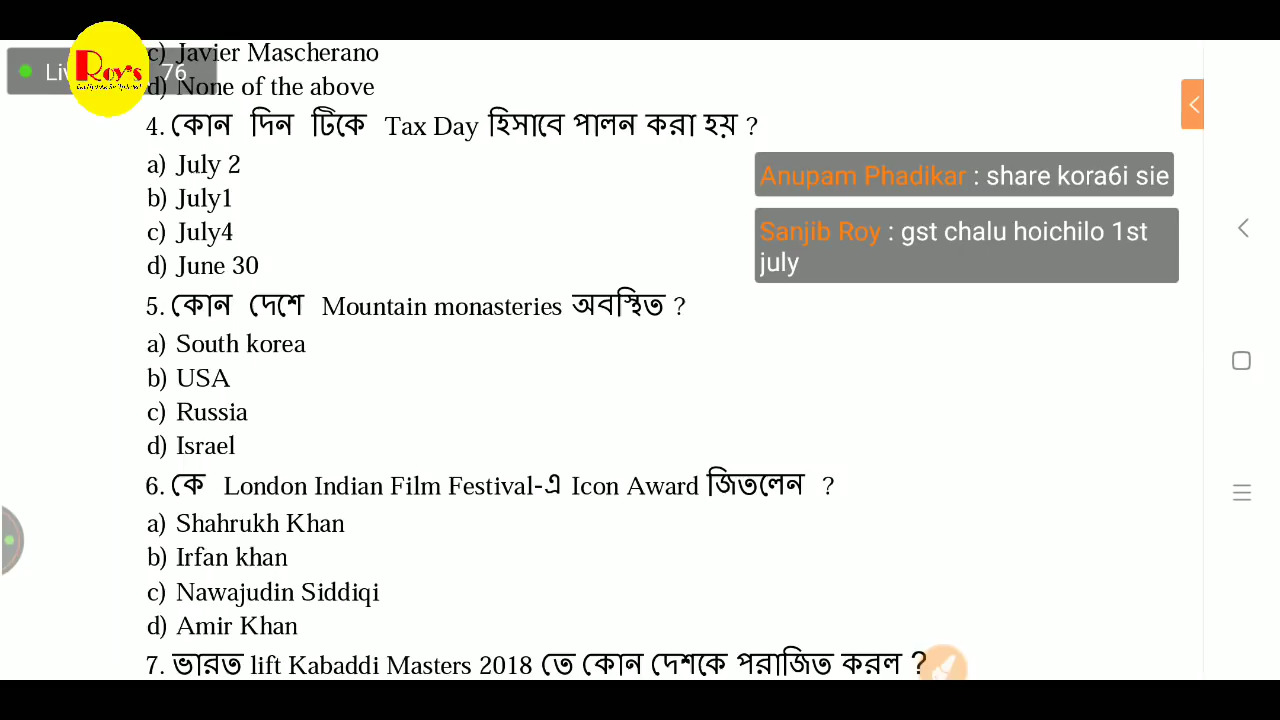 c) Javier Mascherano
Liv
Roy's
76
d) None of the above
4. কোন দিন টিকে Tax Day হিসাবে পালন করা হয় ?
a) July 2
b) July1
c) July4
d) June 30
Anupam Phadikar : share kora6i sie
Sanjib Roy : gst chalu hoichilo 1st
july
5. কোন দেশে Mountain monasteries অবস্থিত ?
a) South korea
b) USA
c) Russia
d) Israel
6. কে London Indian Film Festival-এ Icon Award জিতলেন ?
a) Shahrukh Khan
b) Irfan khan
c) Nawajudin Siddiqi
d) Amir Khan
7. ভারত lift Kabaddi Masters 2018 তে কোন দেশকে পরাজিত করল ?